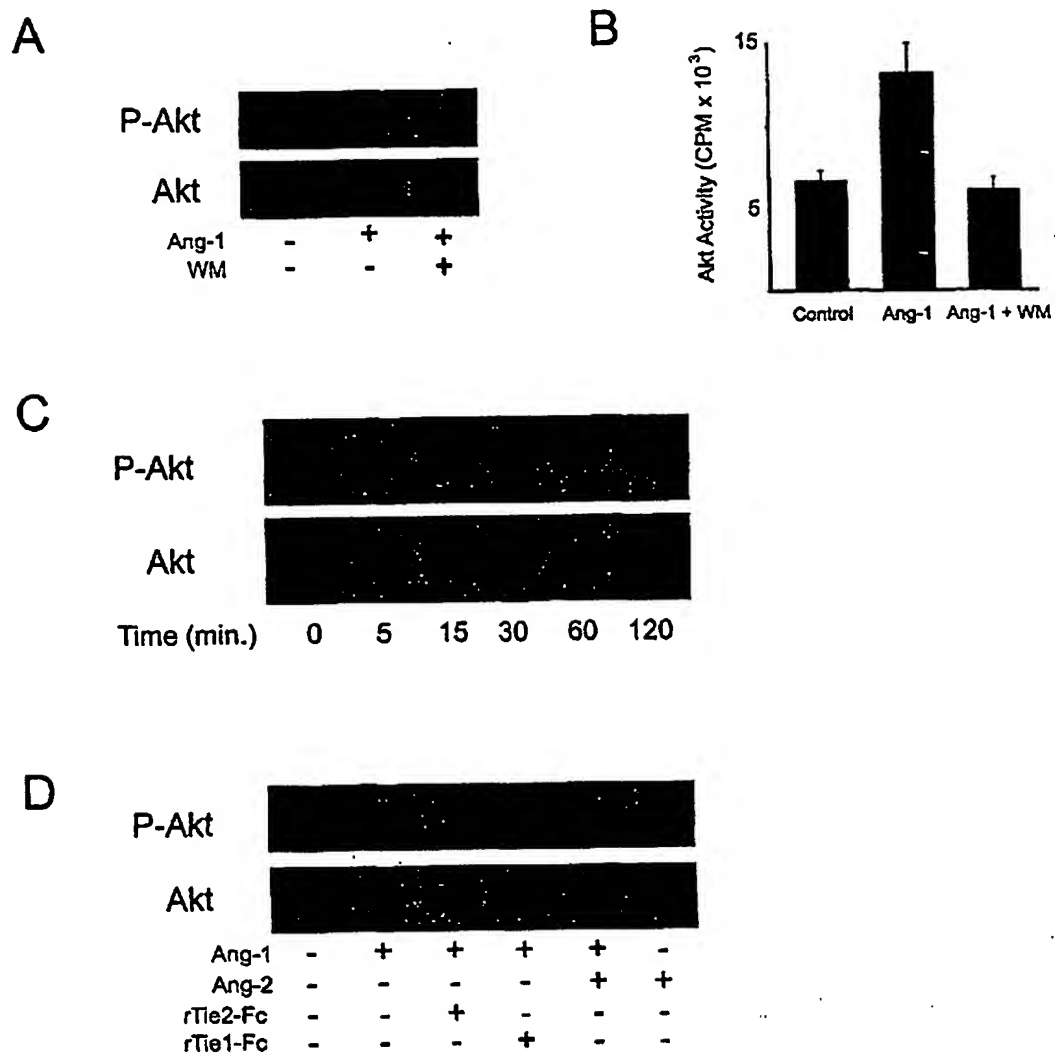 A
P-Akt
Akt
Ang-1 - + +
WM - - +
B
Akt Activity (CPM x 10³)
15
5
Control Ang-1 Ang-1 + WM
C
P-Akt
Akt
Time (min.) 0 5 15 30 60 120
D
P-Akt
Akt
Ang-1 - + + + + -
Ang-2 - - - - + +
rTie2-Fc - - + - - -
rTie1-Fc - - - + - -